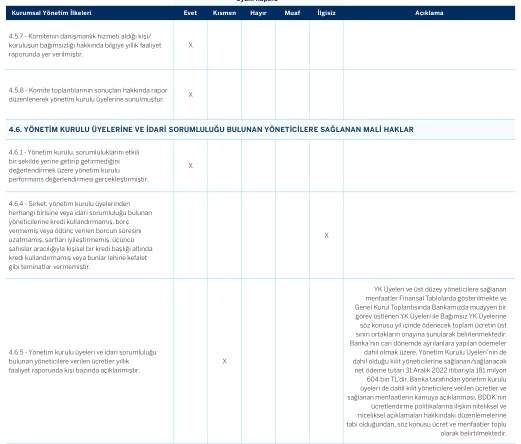 Kurumsal Yönetim İlkeleri Evet Kısmen Hayır Muaf İlgisiz Açıklama
4.5.7 - Komitenin danışmanlık hizmeti aldığı kişi/
kuruluşun bağımsızlığı hakkında bilgiye yıllık faaliyet
raporunda yer verilmiştir.
X
4.5.8 - Komite toplantılarının sonuçları hakkında rapor
düzenlenerek yönetim kurulu üyelerine sunulmuştur.
X
4.6. YÖNETİM KURULU ÜYELERİNE VE İDARİ SORUMLULUĞU BULUNAN YÖNETİCİLERE SAĞLANAN MALİ HAKLAR
4.6.1 - Yönetim kurulu, sorumluluklarını etkili
bir şekilde yerine getirip getirmediğini
değerlendirmek üzere yönetim kurulu
performans değerlendirmesi gerçekleştirmiştir.
X
4.6.4 - Şirket, yönetim kurulu üyelerinden
herhangi birisine veya idari sorumluluğu bulunan
yöneticilerine kredi kullandırmamış, borç
vermemiş veya ödünç verilen borcun süresini
uzatmamış, şartları iyileştirmemiş, üçüncü
şahıslar aracılığıyla kişisel bir kredi başlığı altında
kredi kullandırmamış veya bunlar lehine kefalet
gibi teminatlar vermemiştir.
X
4.6.5 - Yönetim kurulu üyeleri ve idari sorumluluğu
bulunan yöneticilere verilen ücretler yıllık
faaliyet raporunda kişi bazında açıklanmıştır.
X
YK Üyeleri ve üst düzey yöneticilere sağlanan
menfaatler Finansal Tablolarda gösterilmekte ve
Genel Kurul Toplantısında Bankamızda muayyen bir
görev üstlenen YK Üyeleri ile Bağımsız YK Üyelerine
söz konusu yıl içinde ödenecek toplam ücretin üst
sınırı ortakların onayına sunularak belirlenmektedir.
Banka'nın cari dönemde ayrılanlara yapılan ödemeler
dahil olmak üzere, Yönetim Kurulu Üyeleri'nin de
dahil olduğu kilit yöneticilerine sağlanan/sağlanacak
net ödeme tutarı 31 Aralık 2022 itibarıyla 181 milyon
604 bin TL'dir. Banka tarafından yönetim kurulu
üyeleri de dahil kilit yöneticilere verilen ücretler ve
sağlanan menfaatlerin kamuya açıklanması, BDDK'nın
ücretlendirme politikalarına ilişkin niteliksel ve
niceliksel açıklamaları hakkındaki düzenlemelerine
tabi olduğundan, söz konusu ücret ve menfaatler toplu
olarak belirtilmektedir.